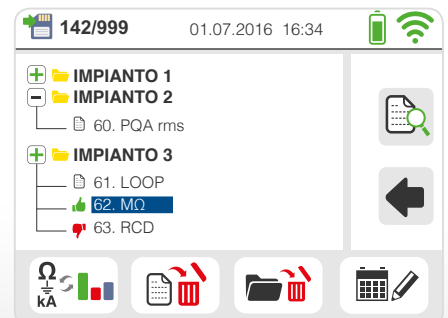 142/999 01.07.2016 16:34
IMPIANTO 1
IMPIANTO 2
60. PQA rms
IMPIANTO 3
61. LOOP
62. MΩ
63. RCD
Ω
kA